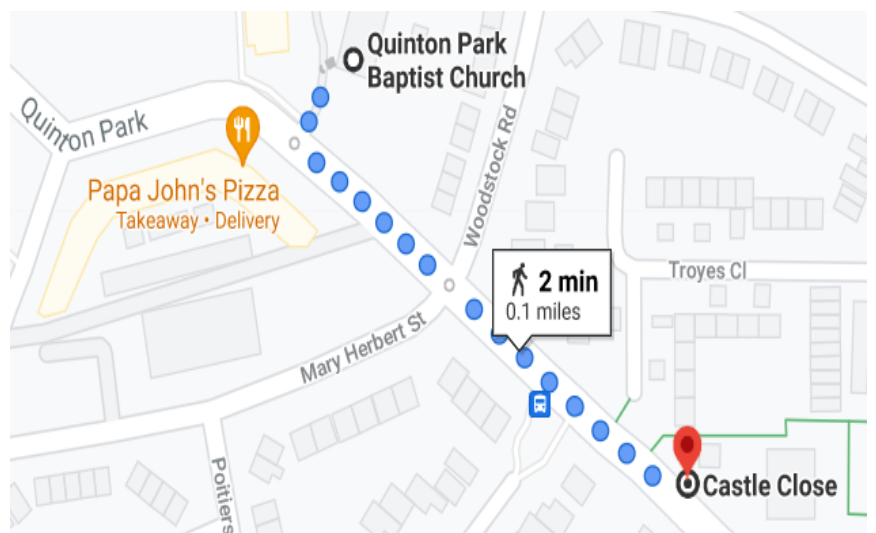 Quinton Park
Baptist Church
Quinton Park
Papa John's Pizza
Takeaway • Delivery
Woodstock Rd
2 min
0.1 miles
Troyes Cl
Mary Herbert St
Poitiers
Castle Close